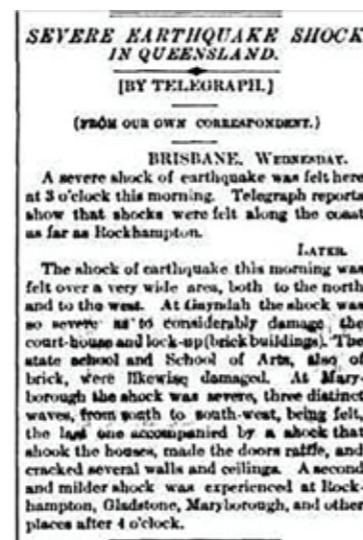 SEVERE EARTHQUAKE SHOCK
IN QUEENSLAND.
[BY TELEGRAPH.]
(FROM OUR OWN CORRESPONDENT.)
BRISBANE, WEDNESDAY.
A severe shock of earthquake was felt here
at 3 o'clock this morning. Telegraph reports
show that shocks were felt along the coast
as far as Rockhampton.
LATER.
The shock of earthquake this morning was
felt over a very wide area, both to the north
and to the west. At Gayndah the shock was
so severe as to considerably damage the
court-house and lock-up (brick buildings). The
state school and School of Arts, also of
brick, were likewise damaged. At Mary-
borough the shock was severe, three distinct
waves, from south to south-west, being felt,
the last one accompanied by a shock that
shook the houses, made the doors rattle, and
cracked several walls and ceilings. A second
and milder shock was experienced at Rock-
hampton, Gladstone, Maryborough, and other
places after 4 o'clock.